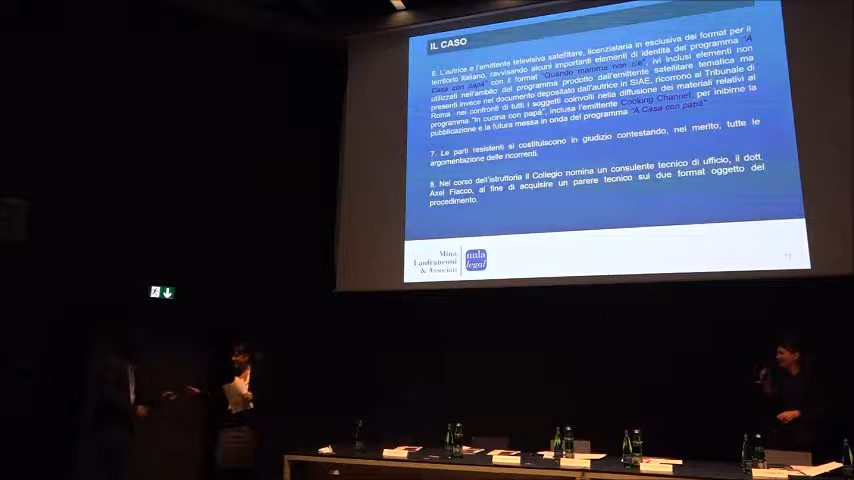 IL CASO
6. L'autrice e l'emittente televisiva satellitare, licenziataria in esclusiva dei format per il
territorio italiano, ravvisando alcuni importanti elementi di identità del programma "A
Casa con papà" con il format "Quando mamma non c'è", ivi inclusi elementi non
utilizzati nell'ambito del programma prodotto dall'emittente satellitare tematica ma
presenti invece nel documento depositato dall'autrice in SIAE, ricorrono al Tribunale di
Roma nei confronti di tutti i soggetti coinvolti nella diffusione dei materiali relativi al
programma "In cucina con papà", inclusa l'emittente Cooking Channel, per inibirne la
pubblicazione e la futura messa in onda del programma "A Casa con papà"
7. Le parti resistenti si costituiscono in giudizio contestando, nel merito, tutte le
argomentazione delle ricorrenti.
8. Nel corso dell'istruttoria il Collegio nomina un consulente tecnico di ufficio, il dott.
Axel Fiacco, al fine di acquisire un parere tecnico sui due format oggetto del
procedimento.
Mina
Lanfranconi
& Associati
nula
legal